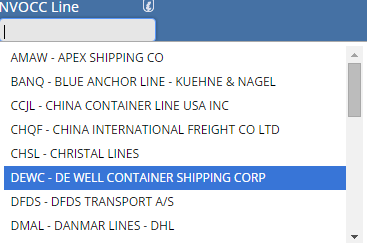 NVOCC Line
AMAW - APEX SHIPPING CO
BANQ - BLUE ANCHOR LINE - KUEHNE & NAGEL
CCJL - CHINA CONTAINER LINE USA INC
CHQF - CHINA INTERNATIONAL FREIGHT CO LTD
CHSL - CHRISTAL LINES
DEWC - DE WELL CONTAINER SHIPPING CORP
DFDS - DFDS TRANSPORT A/S
DMAL - DANMAR LINES - DHL